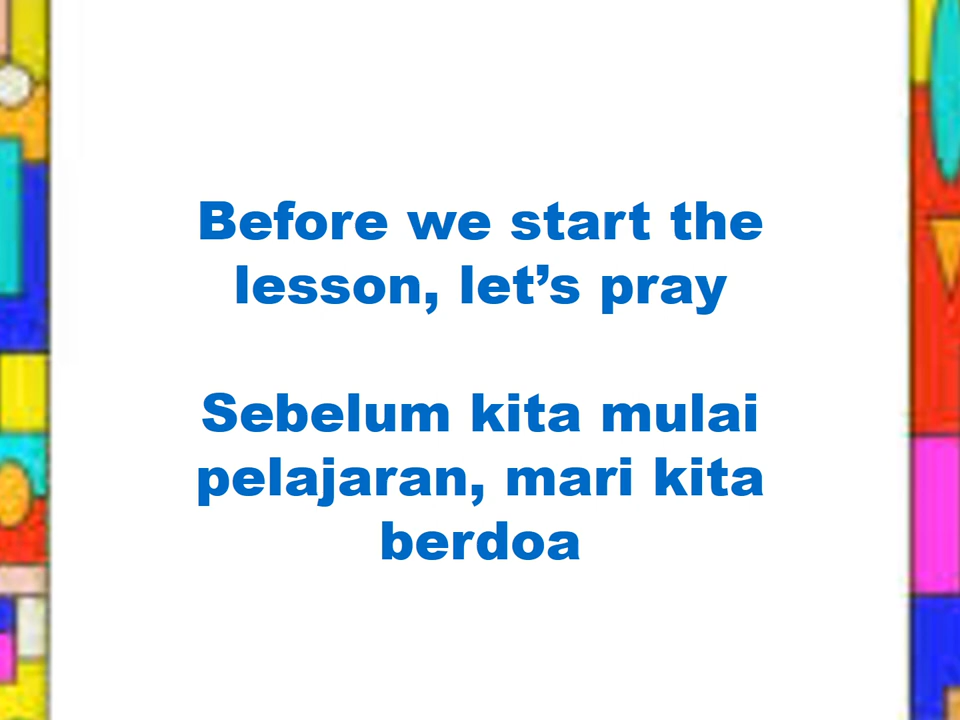 Before we start the
lesson, let’s pray
Sebelum kita mulai
pelajaran, mari kita
berdoa